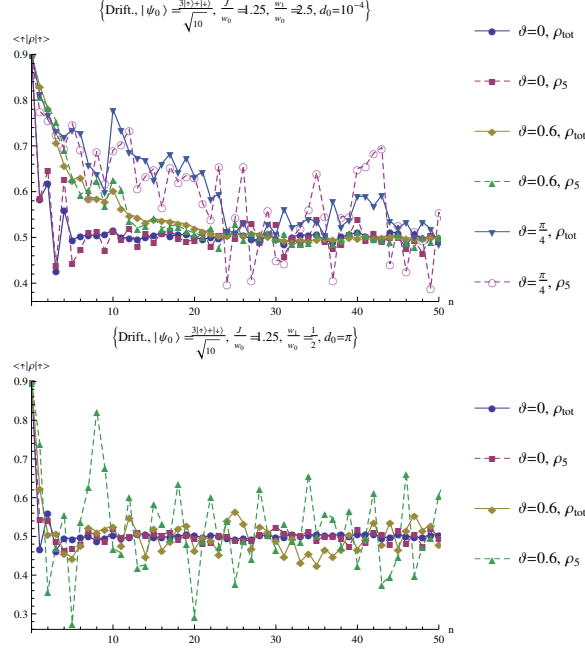 {Drift., |ψ₀⟩ = 3|↑⟩+|↓⟩/√10, J/w₀=1.25, w₁/w₀=2.5, d₀=10⁻⁴}
<↑|ρ|↑>
0.9
0.8
0.7
0.6
0.5
0.4
10 20 30 40 50 n
ϑ=0, ρtot
ϑ=0, ρ₅
ϑ=0.6, ρtot
ϑ=0.6, ρ₅
ϑ=π/4, ρtot
ϑ=π/4, ρ₅
{Drift., |ψ₀⟩ = 3|↑⟩+|↓⟩/√10, J/w₀=1.25, w₁/w₀=1/2, d₀=π}
<↑|ρ|↑>
0.9
0.8
0.7
0.6
0.5
0.4
0.3
10 20 30 40 50 n
ϑ=0, ρtot
ϑ=0, ρ₅
ϑ=0.6, ρtot
ϑ=0.6, ρ₅